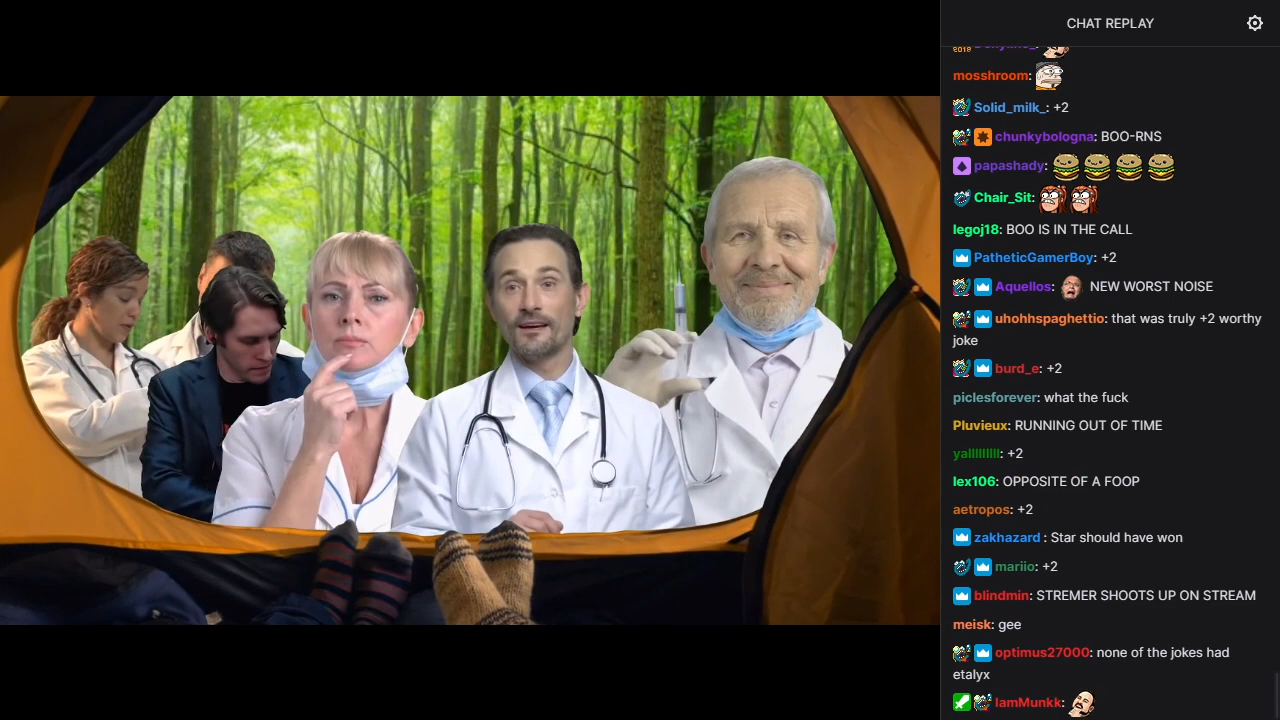 CHAT REPLAY
mosshroom:
Solid_milk_: +2
chunkybologna: BOO-RNS
papashady:
Chair_Sit:
legoj18: BOO IS IN THE CALL
PatheticGamerBoy: +2
Aquellos: NEW WORST NOISE
uhohhspaghettio: that was truly +2 worthy
joke
burd_e: +2
piclesforever: what the fuck
Pluvieux: RUNNING OUT OF TIME
lex106: OPPOSITE OF A FOOP
aetropos: +2
zakhazard : Star should have won
mariio: +2
blindmin: STREMER SHOOTS UP ON STREAM
meisk: gee
optimus27000: none of the jokes had
etalyx
IamMunkk: